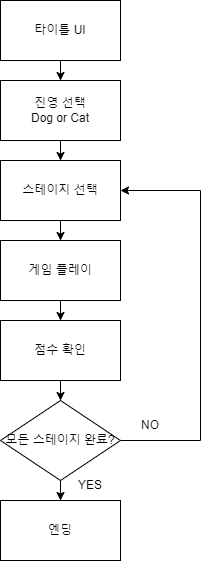 타이틀 UI
진영 선택
Dog or Cat
스테이지 선택
게임 플레이
점수 확인
모든 스테이지 완료?
NO
YES
엔딩